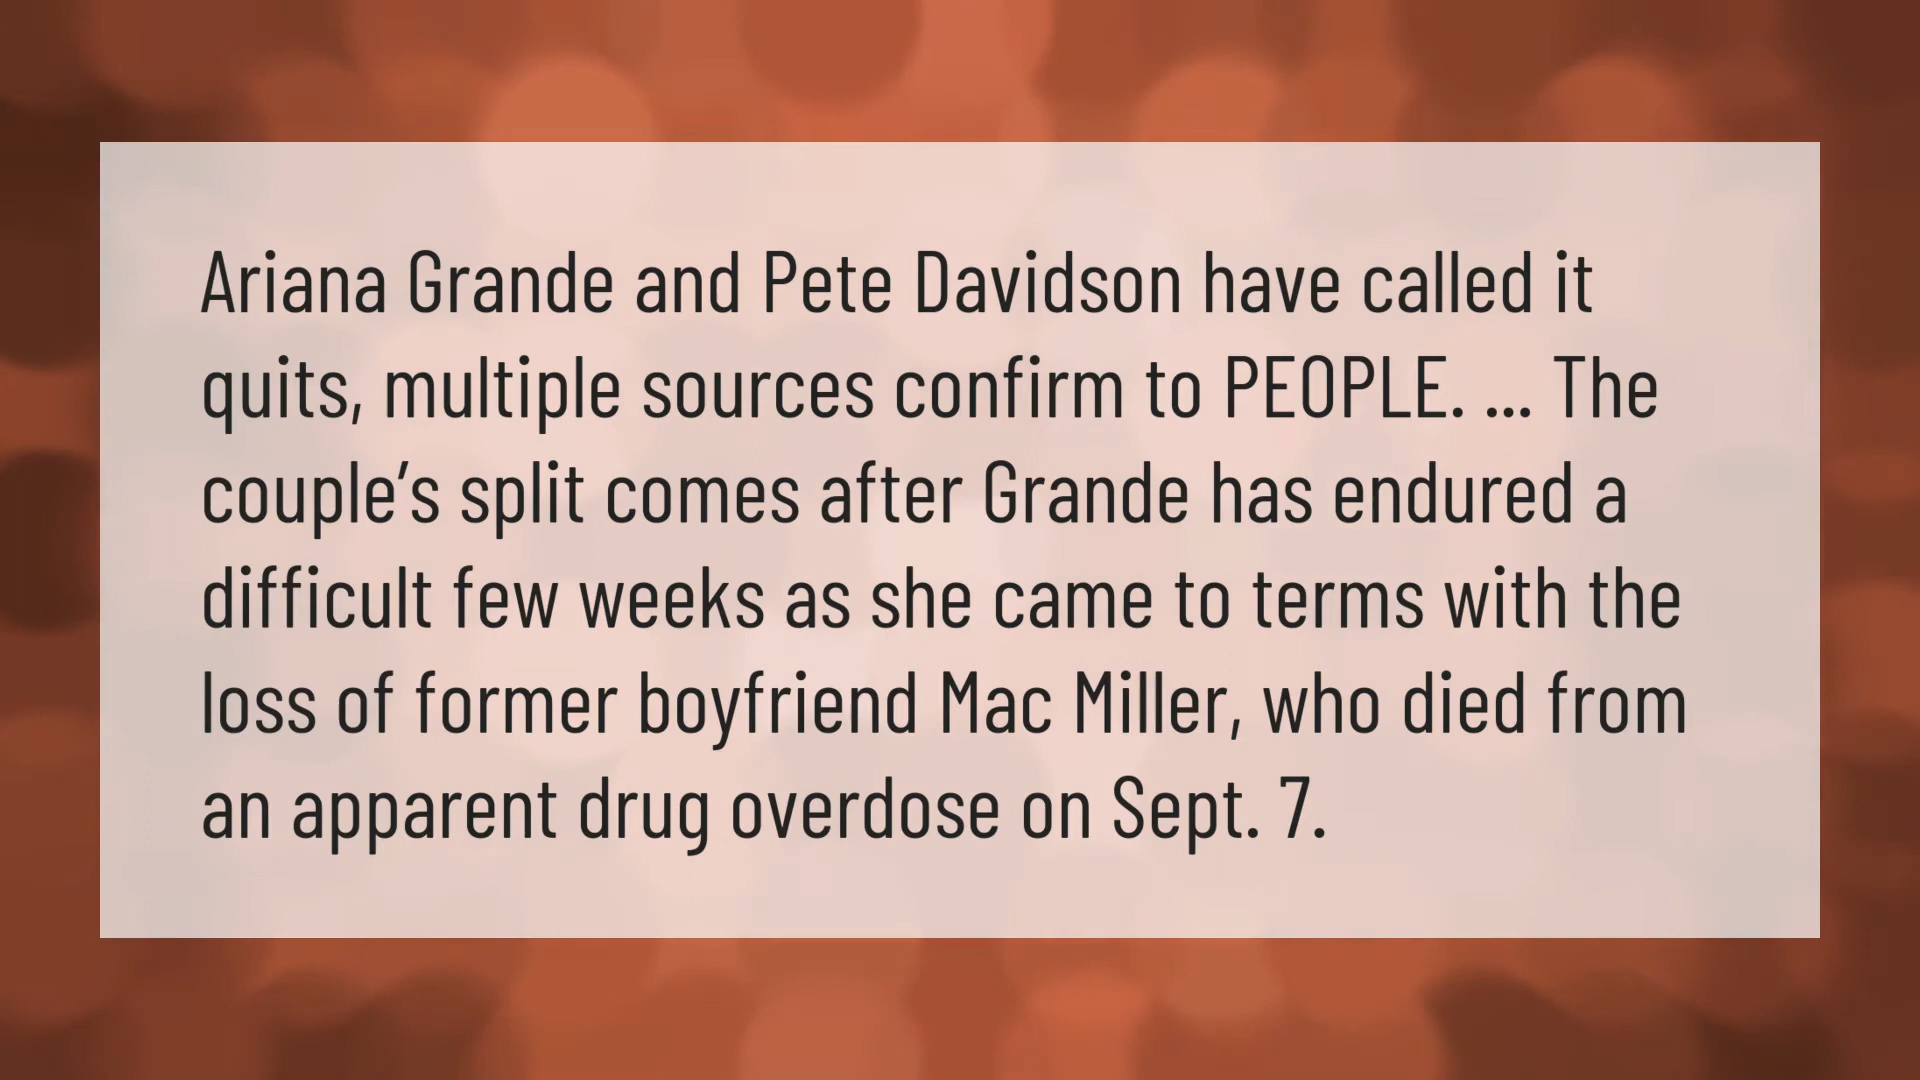 Ariana Grande and Pete Davidson have called it
quits, multiple sources confirm to PEOPLE. ... The
couple’s split comes after Grande has endured a
difficult few weeks as she came to terms with the
loss of former boyfriend Mac Miller, who died from
an apparent drug overdose on Sept. 7.